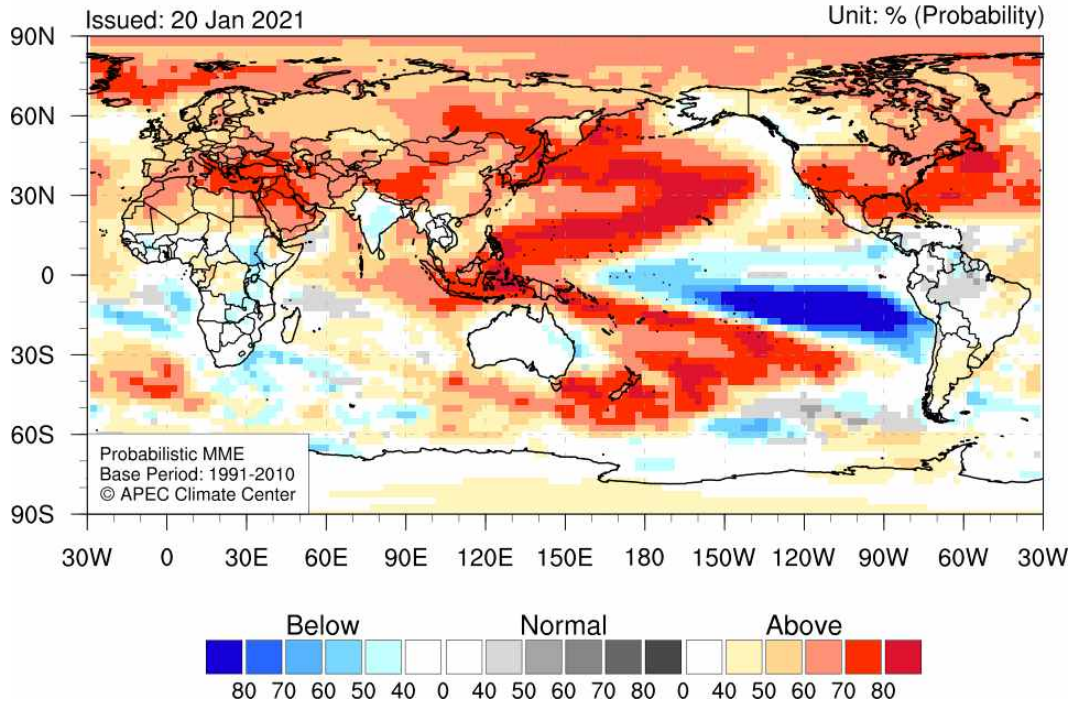 Issued: 20 Jan 2021
Unit: % (Probability)
90N
60N
30N
0
30S
60S
90S
Probabilistic MME
Base Period: 1991-2010
© APEC Climate Center
30W 0 30E 60E 90E 120E 150E 180 150W 120W 90W 60W 30W
Below Normal Above
80 70 60 50 40 0 40 50 60 70 80 0 40 50 60 70 80